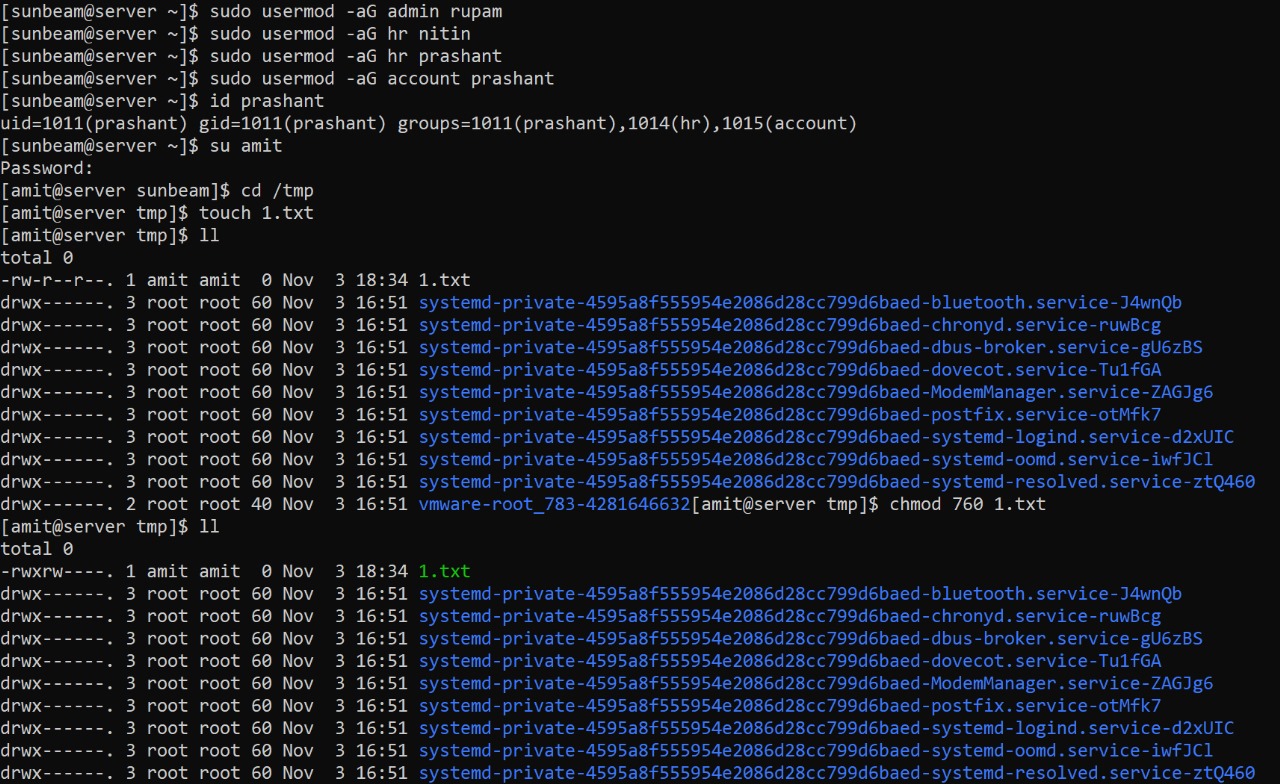 [sunbeam@server ~]$ sudo usermod -aG admin rupam
[sunbeam@server ~]$ sudo usermod -aG hr nitin
[sunbeam@server ~]$ sudo usermod -aG hr prashant
[sunbeam@server ~]$ sudo usermod -aG account prashant
[sunbeam@server ~]$ id prashant
uid=1011(prashant) gid=1011(prashant) groups=1011(prashant),1014(hr),1015(account)
[sunbeam@server ~]$ su amit
Password:
[amit@server sunbeam]$ cd /tmp
[amit@server tmp]$ touch 1.txt
[amit@server tmp]$ ll
total 0
-rw-r--r--. 1 amit amit  0 Nov  3 18:34 1.txt
drwx------. 3 root root 60 Nov  3 16:51 systemd-private-4595a8f555954e2086d28cc799d6baed-bluetooth.service-J4wnQb
drwx------. 3 root root 60 Nov  3 16:51 systemd-private-4595a8f555954e2086d28cc799d6baed-chronyd.service-ruwBcg
drwx------. 3 root root 60 Nov  3 16:51 systemd-private-4595a8f555954e2086d28cc799d6baed-dbus-broker.service-gU6zBS
drwx------. 3 root root 60 Nov  3 16:51 systemd-private-4595a8f555954e2086d28cc799d6baed-dovecot.service-Tu1fGA
drwx------. 3 root root 60 Nov  3 16:51 systemd-private-4595a8f555954e2086d28cc799d6baed-ModemManager.service-ZAGJg6
drwx------. 3 root root 60 Nov  3 16:51 systemd-private-4595a8f555954e2086d28cc799d6baed-postfix.service-otMfk7
drwx------. 3 root root 60 Nov  3 16:51 systemd-private-4595a8f555954e2086d28cc799d6baed-systemd-logind.service-d2xUIC
drwx------. 3 root root 60 Nov  3 16:51 systemd-private-4595a8f555954e2086d28cc799d6baed-systemd-oomd.service-iwfJCl
drwx------. 3 root root 60 Nov  3 16:51 systemd-private-4595a8f555954e2086d28cc799d6baed-systemd-resolved.service-ztQ460
drwx------. 2 root root 40 Nov  3 16:51 vmware-root_783-4281646632[amit@server tmp]$ chmod 760 1.txt
[amit@server tmp]$ ll
total 0
-rwxrw----. 1 amit amit  0 Nov  3 18:34 1.txt
drwx------. 3 root root 60 Nov  3 16:51 systemd-private-4595a8f555954e2086d28cc799d6baed-bluetooth.service-J4wnQb
drwx------. 3 root root 60 Nov  3 16:51 systemd-private-4595a8f555954e2086d28cc799d6baed-chronyd.service-ruwBcg
drwx------. 3 root root 60 Nov  3 16:51 systemd-private-4595a8f555954e2086d28cc799d6baed-dbus-broker.service-gU6zBS
drwx------. 3 root root 60 Nov  3 16:51 systemd-private-4595a8f555954e2086d28cc799d6baed-dovecot.service-Tu1fGA
drwx------. 3 root root 60 Nov  3 16:51 systemd-private-4595a8f555954e2086d28cc799d6baed-ModemManager.service-ZAGJg6
drwx------. 3 root root 60 Nov  3 16:51 systemd-private-4595a8f555954e2086d28cc799d6baed-postfix.service-otMfk7
drwx------. 3 root root 60 Nov  3 16:51 systemd-private-4595a8f555954e2086d28cc799d6baed-systemd-logind.service-d2xUIC
drwx------. 3 root root 60 Nov  3 16:51 systemd-private-4595a8f555954e2086d28cc799d6baed-systemd-oomd.service-iwfJCl
drwx------. 3 root root 60 Nov  3 16:51 systemd-private-4595a8f555954e2086d28cc799d6baed-systemd-resolved.service-ztQ460